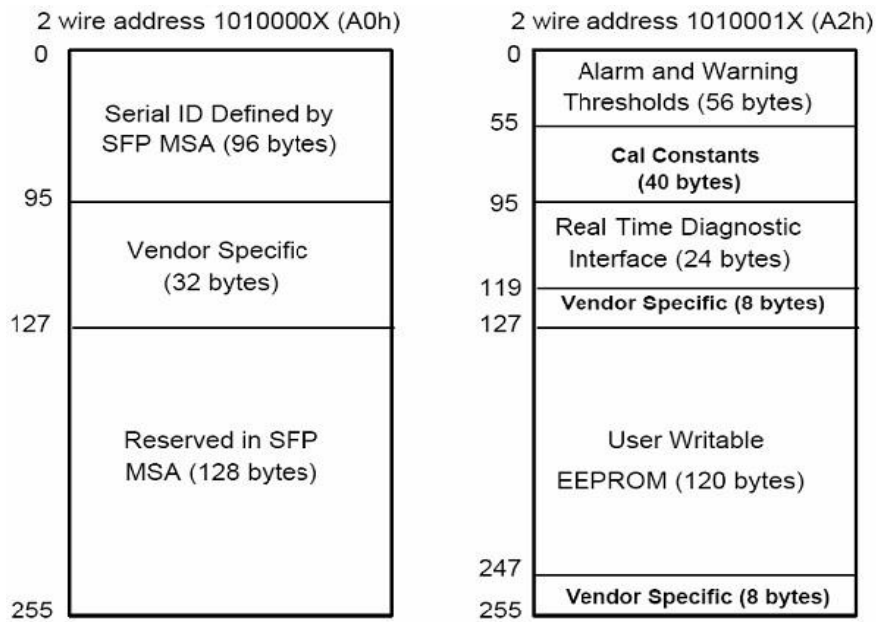 2 wire address 1010000X (A0h)
0
Serial ID Defined by
SFP MSA (96 bytes)
95
Vendor Specific
(32 bytes)
127
Reserved in SFP
MSA (128 bytes)
255
2 wire address 1010001X (A2h)
0
Alarm and Warning
Thresholds (56 bytes)
55
Cal Constants
(40 bytes)
95
Real Time Diagnostic
Interface (24 bytes)
119
Vendor Specific (8 bytes)
127
User Writable
EEPROM (120 bytes)
247
Vendor Specific (8 bytes)
255